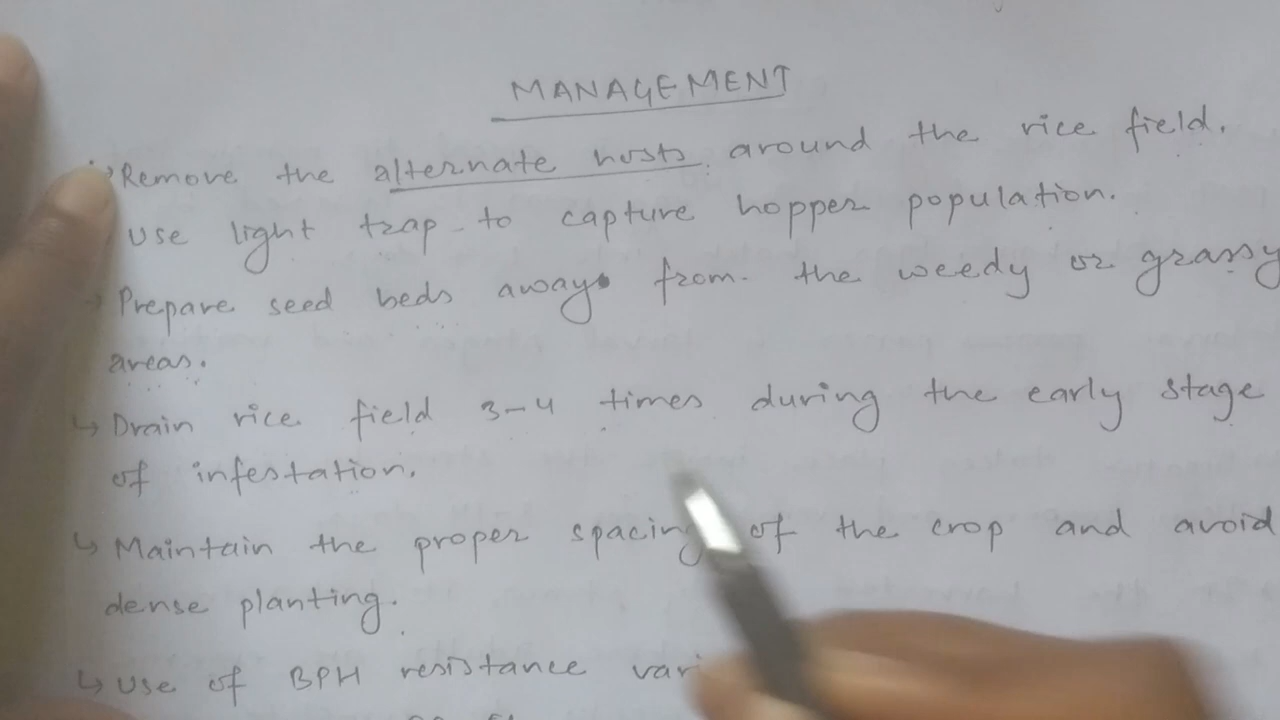 MANAGEMENT
Remove the alternate hosts around the rice field.
Use light trap to capture hopper population.
Prepare seed beds away from the weedy or grassy
areas.
↳ Drain rice field 3-4 times during the early stage
of infestation.
↳ Maintain the proper spacing of the crop and avoid
dense planting.
↳ Use of BPH resistance vari